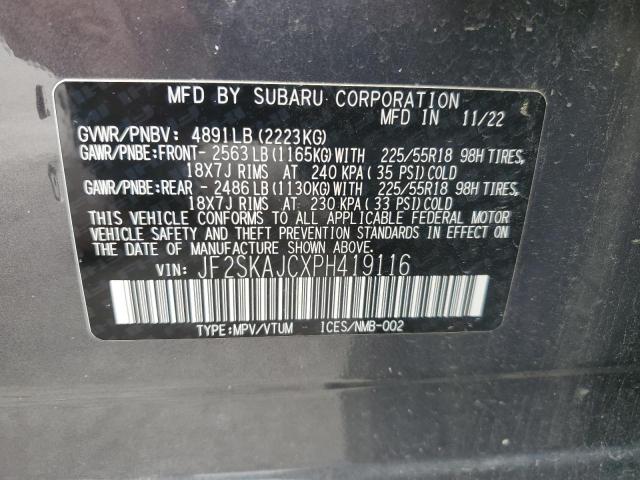 MFD BY SUBARU CORPORATION
MFD IN 11/22
GVWR/PNBV: 4891LB (2223KG)
GAWR/PNBE:FRONT- 2563LB (1165KG)WITH 225/55R18 98H TIRES,
18X7J RIMS AT 240 KPA ( 35 PSI)COLD
GAWR/PNBE:REAR - 2486LB (1130KG)WITH 225/55R18 98H TIRES,
18X7J RIMS AT 230 KPA ( 33 PSI)COLD
THIS VEHICLE CONFORMS TO ALL APPLICABLE FEDERAL MOTOR
VEHICLE SAFETY AND THEFT PREVENTION STANDARDS IN EFFECT
ON THE DATE OF MANUFACTURE SHOWN ABOVE.
VIN: JF2SKAJCXPH419116
TYPE:MPV/VTUM ICES/NMB-002